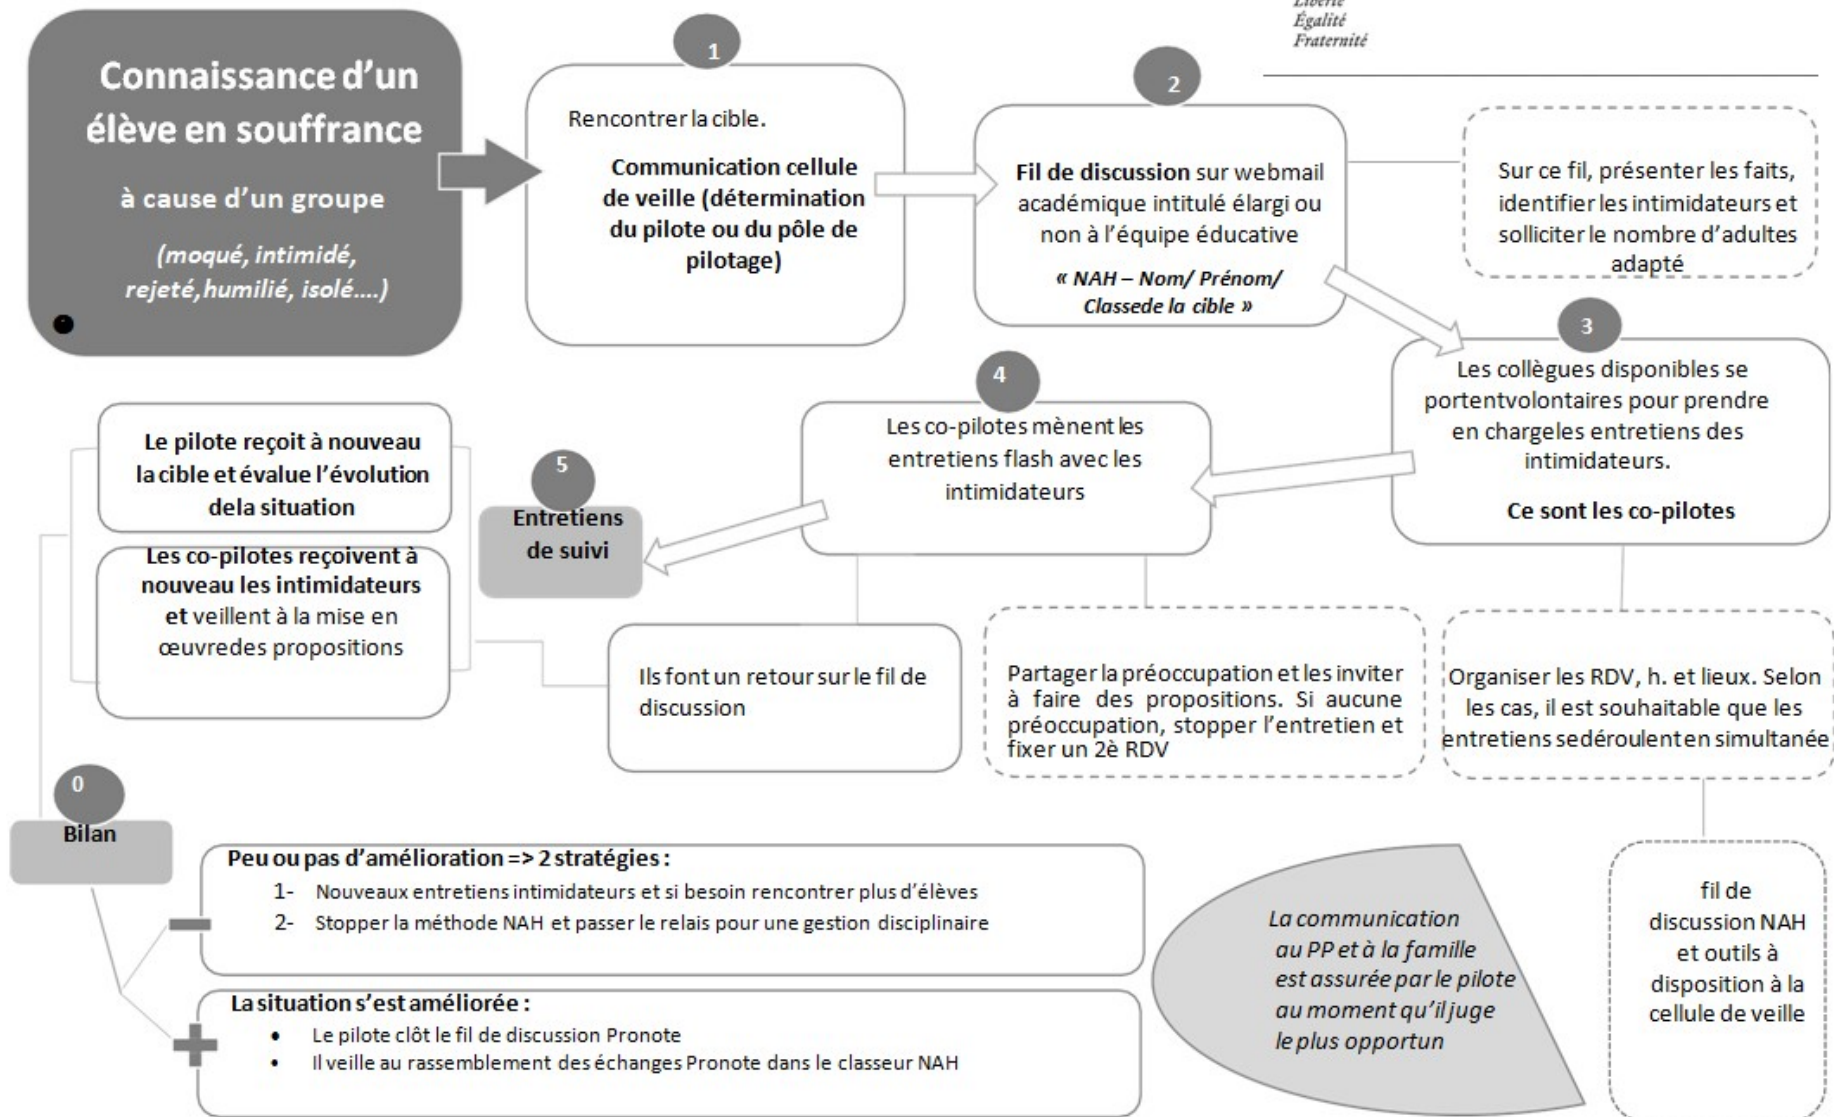 Liberté
Égalité
Fraternité
Connaissance d'un
élève en souffrance
à cause d'un groupe
(moqué, intimidé,
rejeté,humilié, isolé....)
1
Rencontrer la cible.
Communication cellule
de veille (détermination
du pilote ou du pôle de
pilotage)
2
Fil de discussion sur webmail
académique intitulé élargi ou
non à l'équipe éducative
« NAH – Nom/ Prénom/
Classede la cible »
Sur ce fil, présenter les faits,
identifier les intimidateurs et
solliciter le nombre d'adultes
adapté
3
Les collègues disponibles se
portentvolontaires pour prendre
en chargeles entretiens des
intimidateurs.
Ce sont les co-pilotes
Organiser les RDV, h. et lieux. Selon
les cas, il est souhaitable que les
entretiens sedéroulenten simultanée
fil de
discussion NAH
et outils à
disposition à la
cellule de veille
4
Les co-pilotes mènent les
entretiens flash avec les
intimidateurs
Partager la préoccupation et les inviter
à faire des propositions. Si aucune
préoccupation, stopper l'entretien et
fixer un 2è RDV
Ils font un retour sur le fil de
discussion
5
Entretiens
de suivi
Le pilote reçoit à nouveau
la cible et évalue l'évolution
dela situation
Les co-pilotes reçoivent à
nouveau les intimidateurs
et veillent à la mise en
œuvredes propositions
0
Bilan
Peu ou pas d'amélioration => 2 stratégies :
1- Nouveaux entretiens intimidateurs et si besoin rencontrer plus d'élèves
2- Stopper la méthode NAH et passer le relais pour une gestion disciplinaire
La situation s'est améliorée :
• Le pilote clôt le fil de discussion Pronote
• Il veille au rassemblement des échanges Pronote dans le classeur NAH
La communication
au PP et à la famille
est assurée par le pilote
au moment qu'il juge
le plus opportun